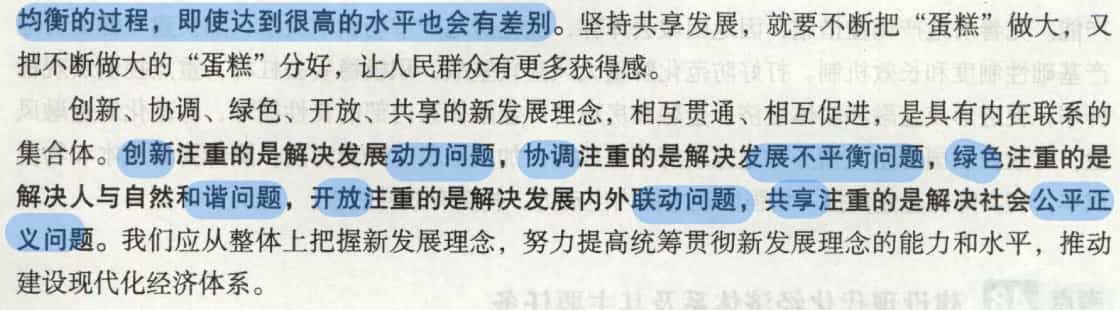 均衡的过程，即使达到很高的水平也会有差别。坚持共享发展，就要不断把“蛋糕”做大，又
把不断做大的“蛋糕”分好，让人民群众有更多获得感。
创新、协调、绿色、开放、共享的新发展理念，相互贯通、相互促进，是具有内在联系的
集合体。创新注重的是解决发展动力问题，协调注重的是解决发展不平衡问题，绿色注重的是
解决人与自然和谐问题，开放注重的是解决发展内外联动问题，共享注重的是解决社会公平正
义问题。我们应从整体上把握新发展理念，努力提高统筹贯彻新发展理念的能力和水平，推动
建设现代化经济体系。